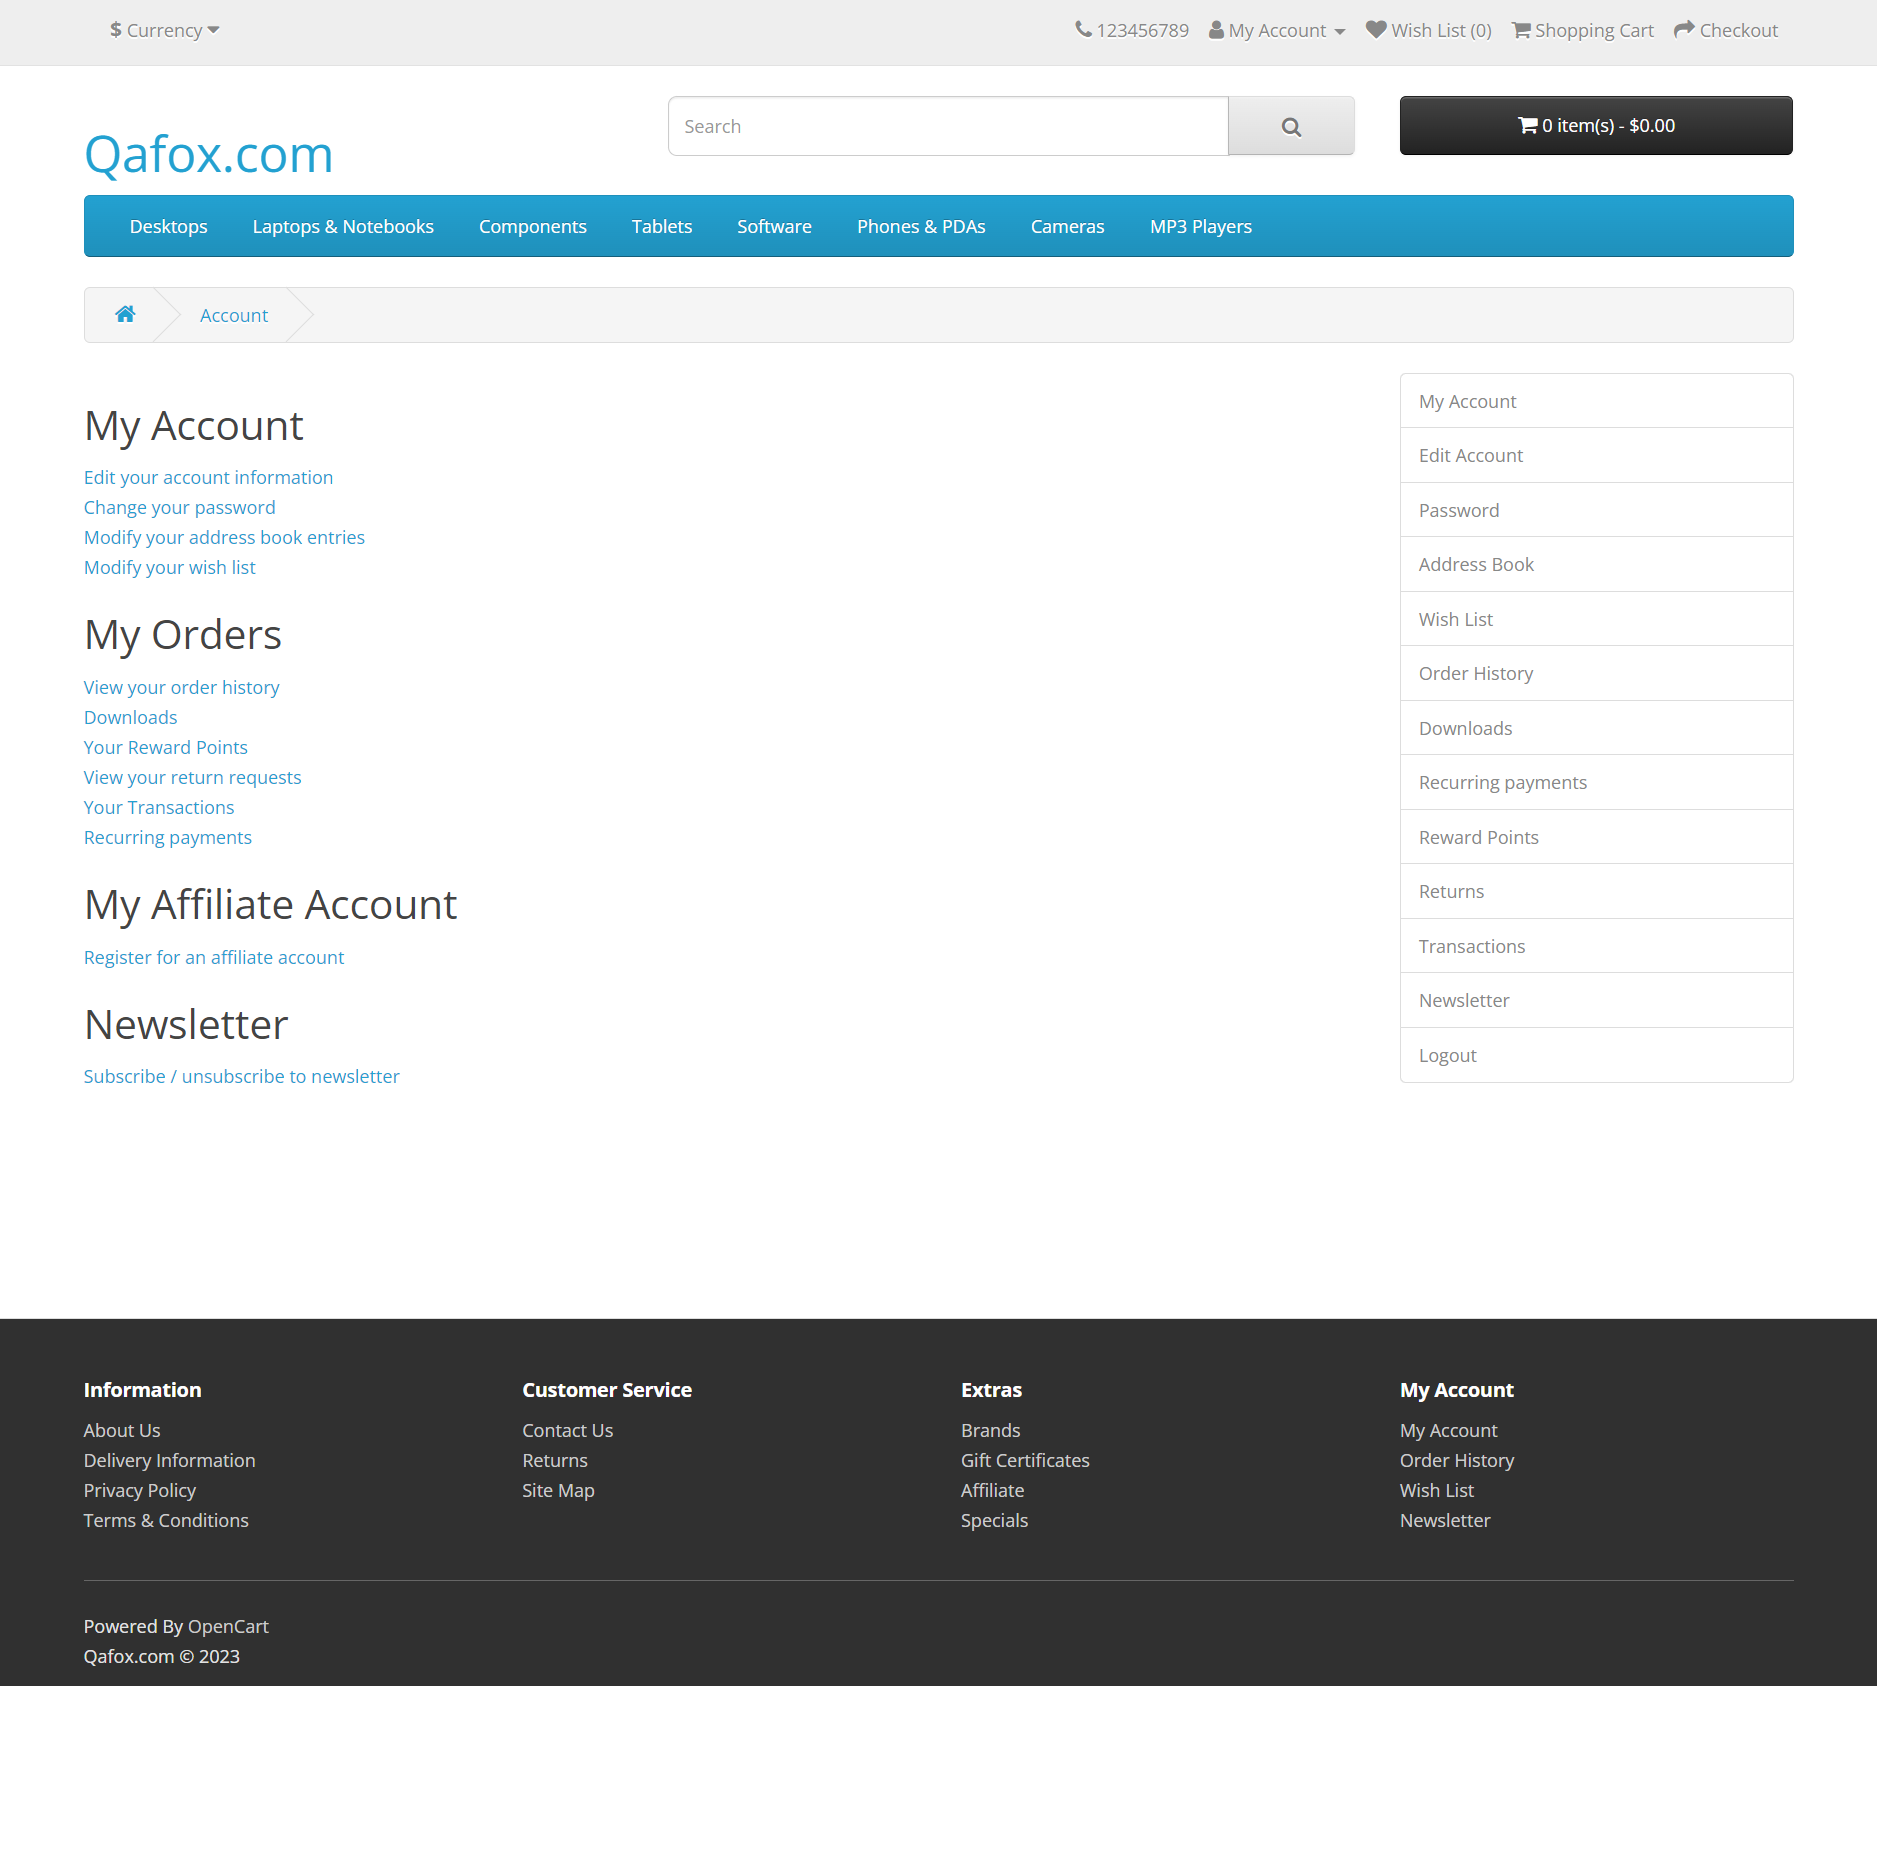 $ Currency
123456789 My Account Wish List (0) Shopping Cart Checkout
Qafox.com
Search
0 item(s) - $0.00
Desktops Laptops & Notebooks Components Tablets Software Phones & PDAs Cameras MP3 Players
Account
My Account
Edit your account information
Change your password
Modify your address book entries
Modify your wish list
My Orders
View your order history
Downloads
Your Reward Points
View your return requests
Your Transactions
Recurring payments
My Affiliate Account
Register for an affiliate account
Newsletter
Subscribe / unsubscribe to newsletter
My Account
Edit Account
Password
Address Book
Wish List
Order History
Downloads
Recurring payments
Reward Points
Returns
Transactions
Newsletter
Logout
Information
About Us
Delivery Information
Privacy Policy
Terms & Conditions
Customer Service
Contact Us
Returns
Site Map
Extras
Brands
Gift Certificates
Affiliate
Specials
My Account
My Account
Order History
Wish List
Newsletter
Powered By OpenCart
Qafox.com © 2023